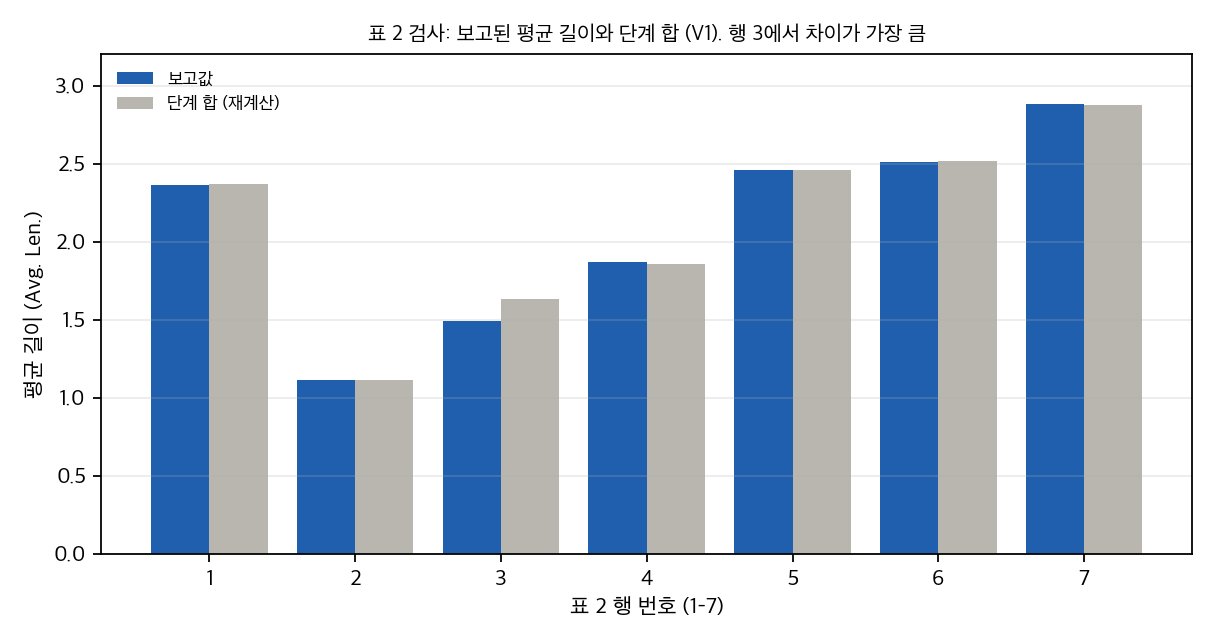 표 2 검사: 보고된 평균 길이와 단계 합 (V1). 행 3에서 차이가 가장 큼
보고값
단계 합 (재계산)
평균 길이 (Avg. Len.)
3.0
2.5
2.0
1.5
1.0
0.5
0.0
1 2 3 4 5 6 7
표 2 행 번호 (1-7)